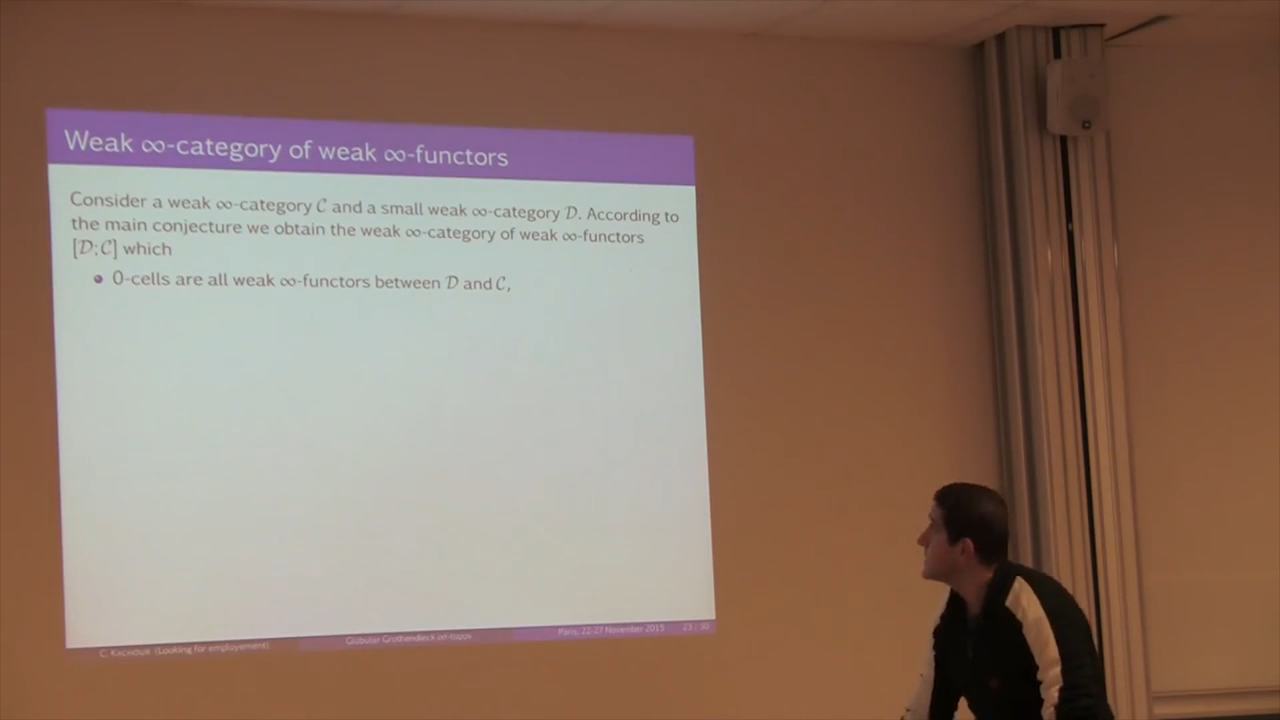 Weak ∞-category of weak ∞-functors
Consider a weak ∞-category C and a small weak ∞-category D. According to
the main conjecture we obtain the weak ∞-category of weak ∞-functors
[D;C] which
0-cells are all weak ∞-functors between D and C,
C. Kachour (Looking for employement)
Globular Grothendieck ∞-topos
Paris, 22-27 November 2015
23 / 30